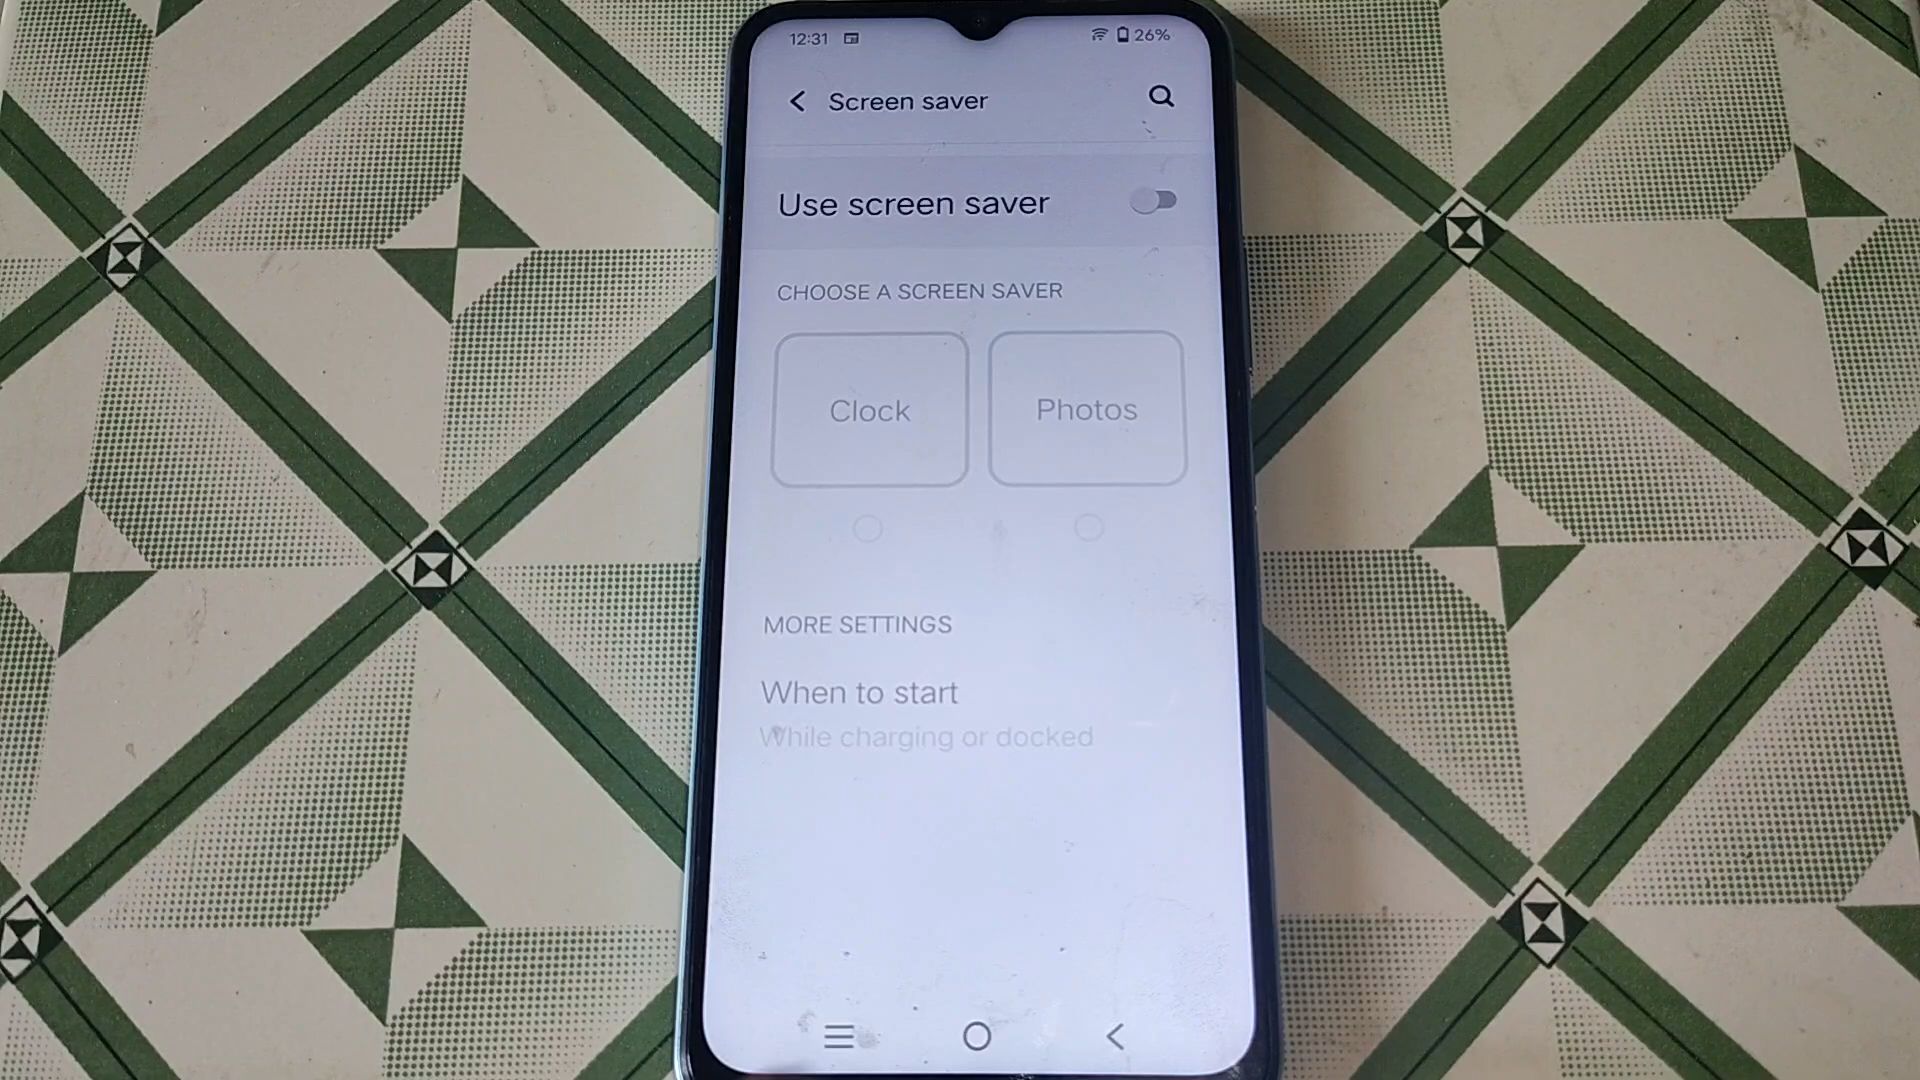 12:31 26%
Screen saver
Use screen saver
CHOOSE A SCREEN SAVER
Clock Photos
MORE SETTINGS
When to start
While charging or docked